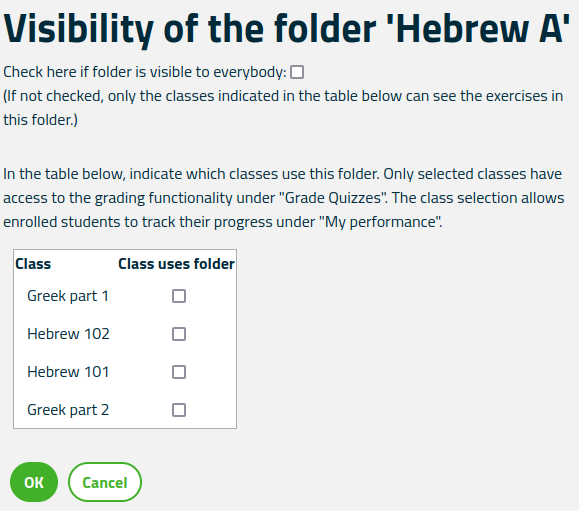 Visibility of the folder 'Hebrew A'
Check here if folder is visible to everybody:
(If not checked, only the classes indicated in the table below can see the exercises in
this folder.)
In the table below, indicate which classes use this folder. Only selected classes have
access to the grading functionality under "Grade Quizzes". The class selection allows
enrolled students to track their progress under "My performance".
Class Class uses folder
Greek part 1
Hebrew 102
Hebrew 101
Greek part 2
OK Cancel